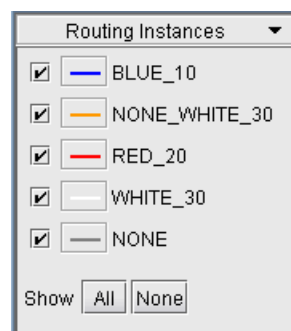 Routing Instances
BLUE_10
NONE_WHITE_30
RED_20
WHITE_30
NONE
Show All None